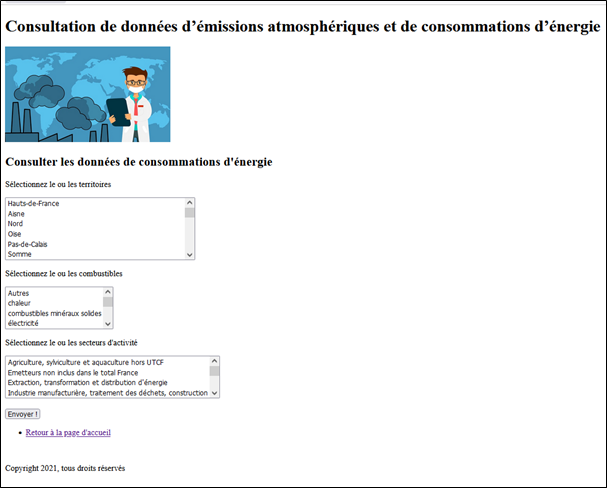 Consultation de données d’émissions atmosphériques et de consommations d’énergie
Consulter les données de consommations d'énergie
Sélectionnez le ou les territoires
Hauts-de-France
Aisne
Nord
Oise
Pas-de-Calais
Somme
Sélectionnez le ou les combustibles
Autres
chaleur
combustibles minéraux solides
électricité
Sélectionnez le ou les secteurs d'activité
Agriculture, sylviculture et aquaculture hors UTCF
Emetteurs non inclus dans le total France
Extraction, transformation et distribution d'énergie
Industrie manufacturière, traitement des déchets, construction
Envoyer !
Retour à la page d'accueil
Copyright 2021, tous droits réservés